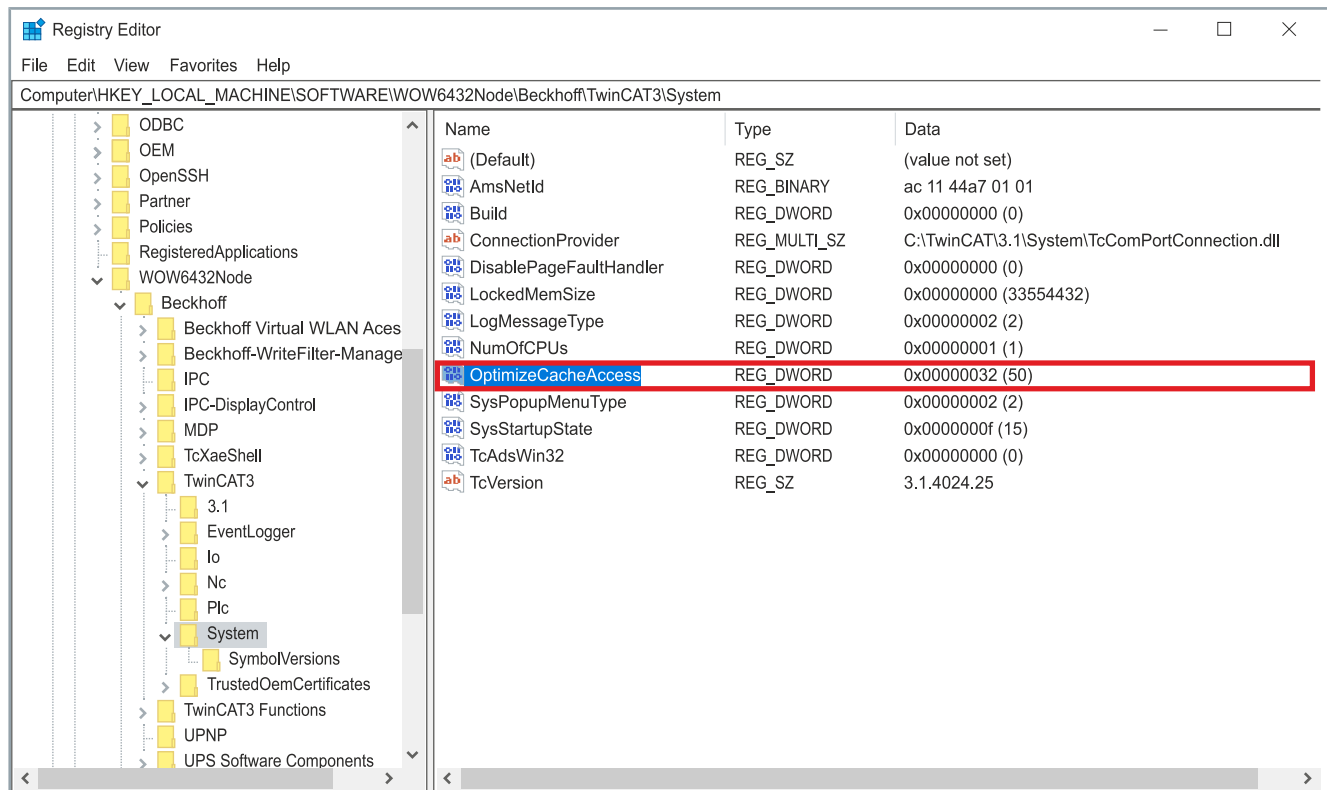 Registry Editor
File Edit View Favorites Help
Computer\HKEY_LOCAL_MACHINE\SOFTWARE\WOW6432Node\Beckhoff\TwinCAT3\System
ODBC
OEM
OpenSSH
Partner
Policies
RegisteredApplications
WOW6432Node
Beckhoff
Beckhoff Virtual WLAN Aces
Beckhoff-WriteFilter-Manage
IPC
IPC-DisplayControl
MDP
TcXaeShell
TwinCAT3
3.1
EventLogger
Io
Nc
Plc
System
SymbolVersions
TrustedOemCertificates
TwinCAT3 Functions
UPNP
UPS Software Components
Name Type Data
(Default) REG_SZ (value not set)
AmsNetId REG_BINARY ac 11 44a7 01 01
Build REG_DWORD 0x00000000 (0)
ConnectionProvider REG_MULTI_SZ C:\TwinCAT\3.1\System\TcComPortConnection.dll
DisablePageFaultHandler REG_DWORD 0x00000000 (0)
LockedMemSize REG_DWORD 0x00000000 (33554432)
LogMessageType REG_DWORD 0x00000002 (2)
NumOfCPUs REG_DWORD 0x00000001 (1)
OptimizeCacheAccess REG_DWORD 0x00000032 (50)
SysPopupMenuType REG_DWORD 0x00000002 (2)
SysStartupState REG_DWORD 0x0000000f (15)
TcAdsWin32 REG_DWORD 0x00000000 (0)
TcVersion REG_SZ 3.1.4024.25